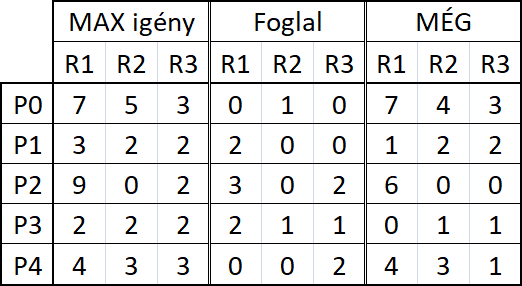 MAX igény Foglal MÉG
R1 R2 R3 R1 R2 R3 R1 R2 R3
P0 7 5 3 0 1 0 7 4 3
P1 3 2 2 2 0 0 1 2 2
P2 9 0 2 3 0 2 6 0 0
P3 2 2 2 2 1 1 0 1 1
P4 4 3 3 0 0 2 4 3 1